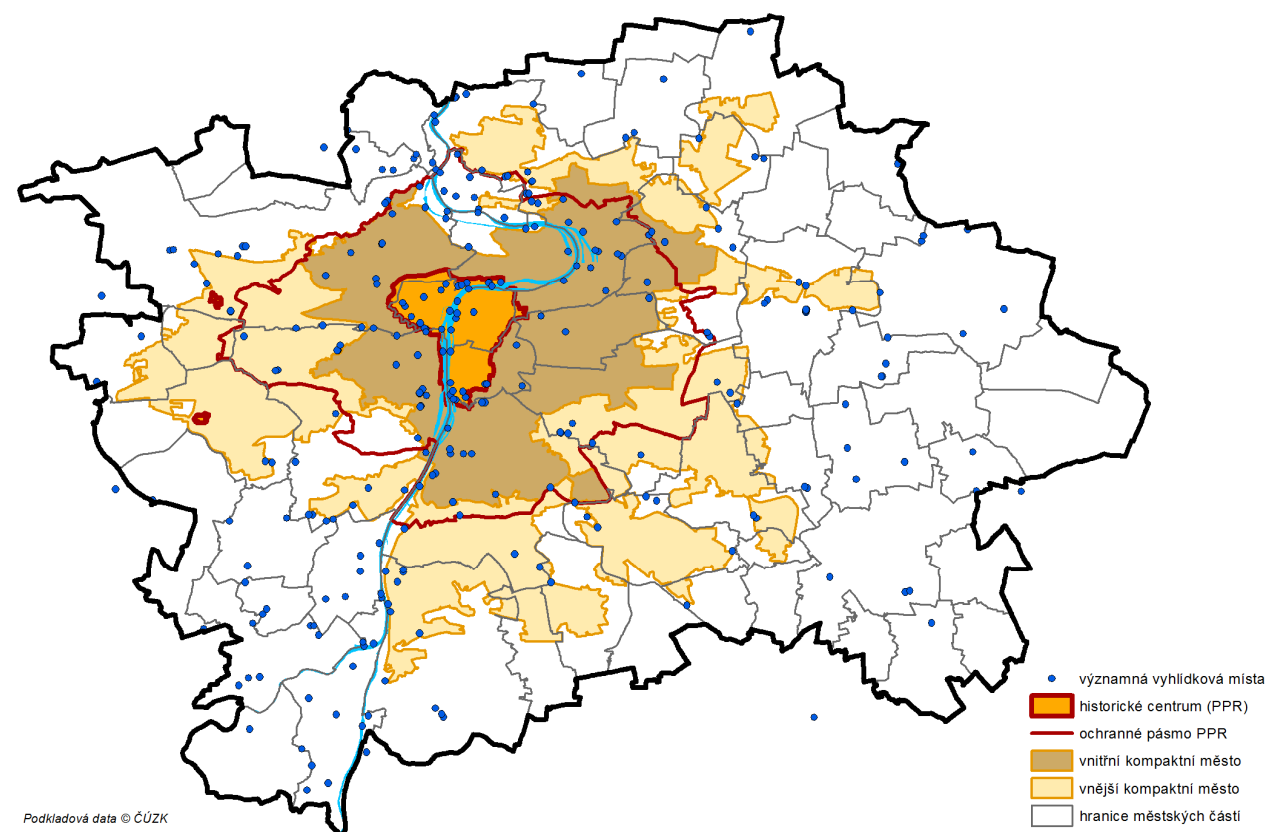 významná vyhlídková místa
historické centrum (PPR)
ochranné pásmo PPR
vnitřní kompaktní město
vnější kompaktní město
hranice městských částí
Podkladová data © ČÚZK